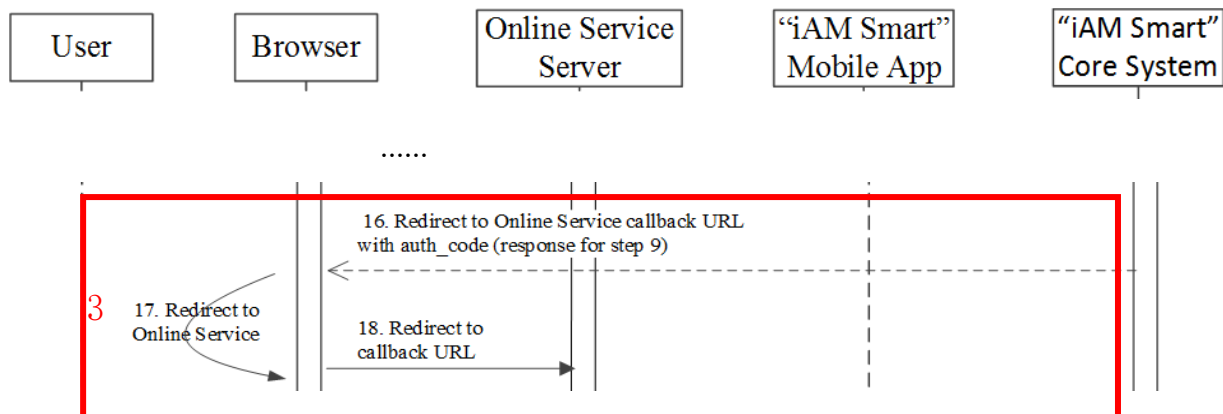 User
Browser
Online Service
Server
“iAM Smart”
Mobile App
“iAM Smart”
Core System
......
16. Redirect to Online Service callback URL
with auth_code (response for step 9)
3
17. Redirect to
Online Service
18. Redirect to
callback URL